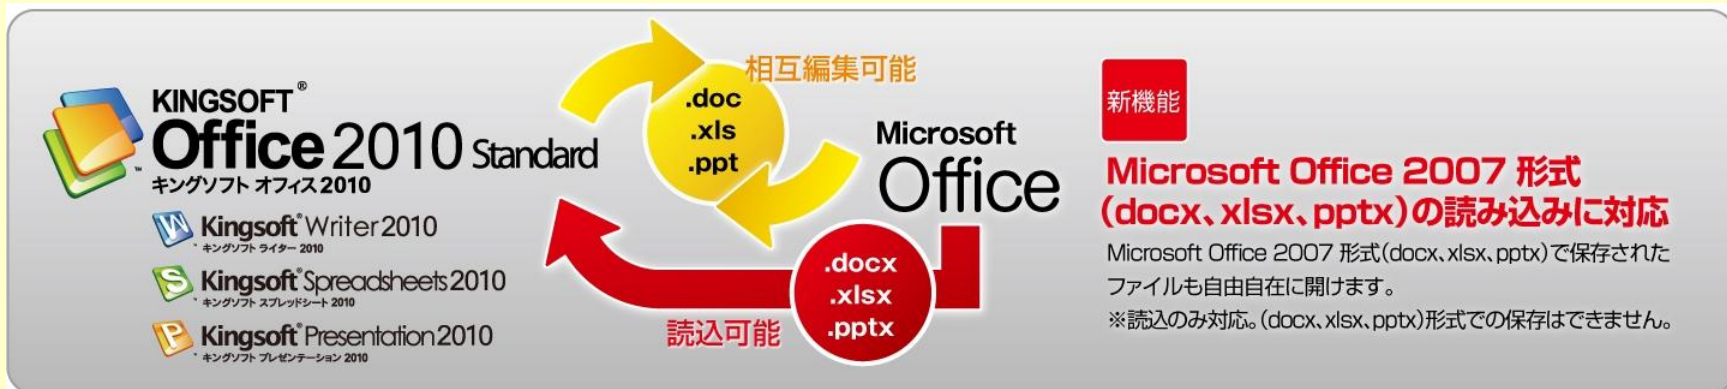 KINGSOFT®
Office 2010 Standard
キングソフト オフィス 2010
Kingsoft® Writer 2010
キングソフト ライター 2010
Kingsoft® Spreadsheets 2010
キングソフト スプレッドシート 2010
Kingsoft® Presentation 2010
キングソフト プレゼンテーション 2010
相互編集可能
.doc
.xls
.ppt
Microsoft
Office
.docx
.xlsx
.pptx
読込可能
新機能
Microsoft Office 2007 形式
(docx、xlsx、pptx)の読み込みに対応
Microsoft Office 2007 形式(docx、xlsx、pptx)で保存された
ファイルも自由自在に開けます。
※読込のみ対応。(docx、xlsx、pptx)形式での保存はできません。